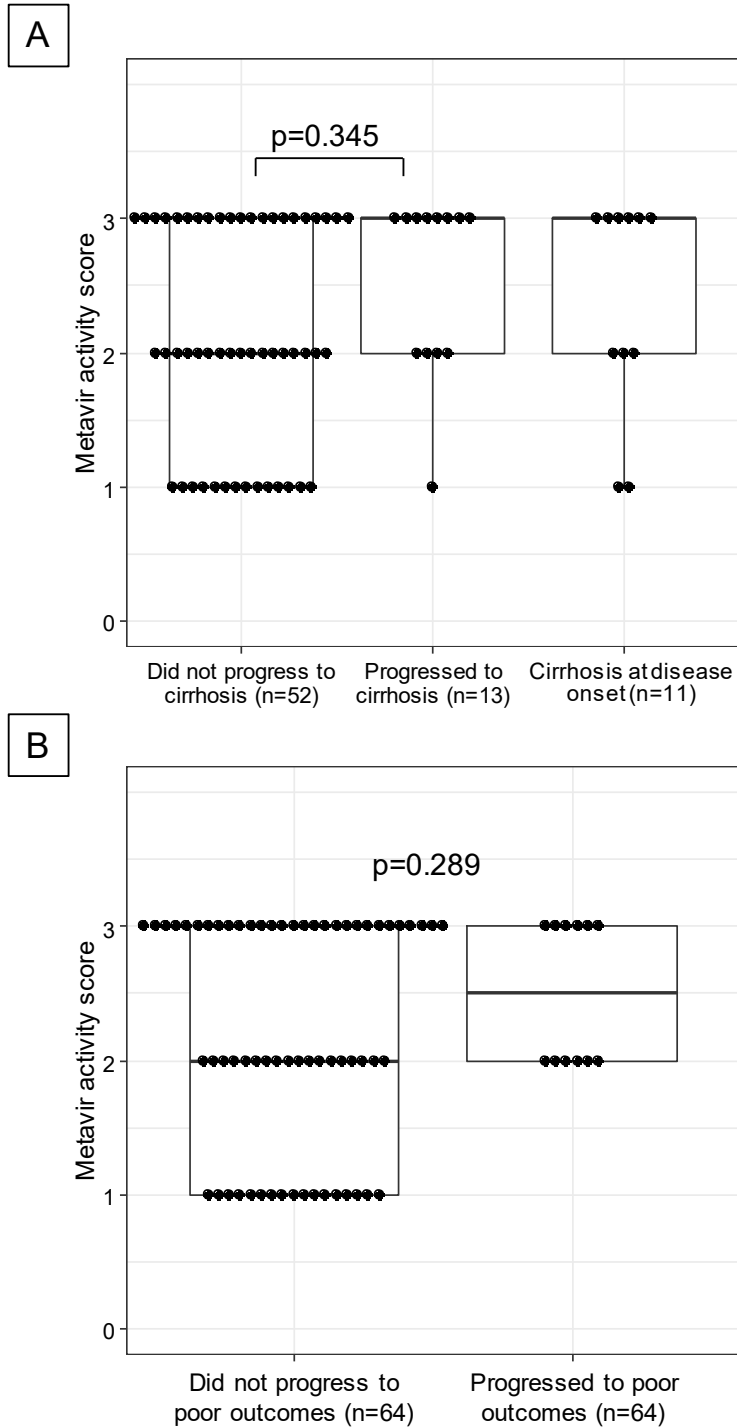 A
p=0.345
Metavir activity score
3
2
1
0
Did not progress to
cirrhosis (n=52)
Progressed to
cirrhosis (n=13)
Cirrhosis at disease
onset (n=11)
B
p=0.289
Metavir activity score
3
2
1
0
Did not progress to
poor outcomes (n=64)
Progressed to poor
outcomes (n=64)